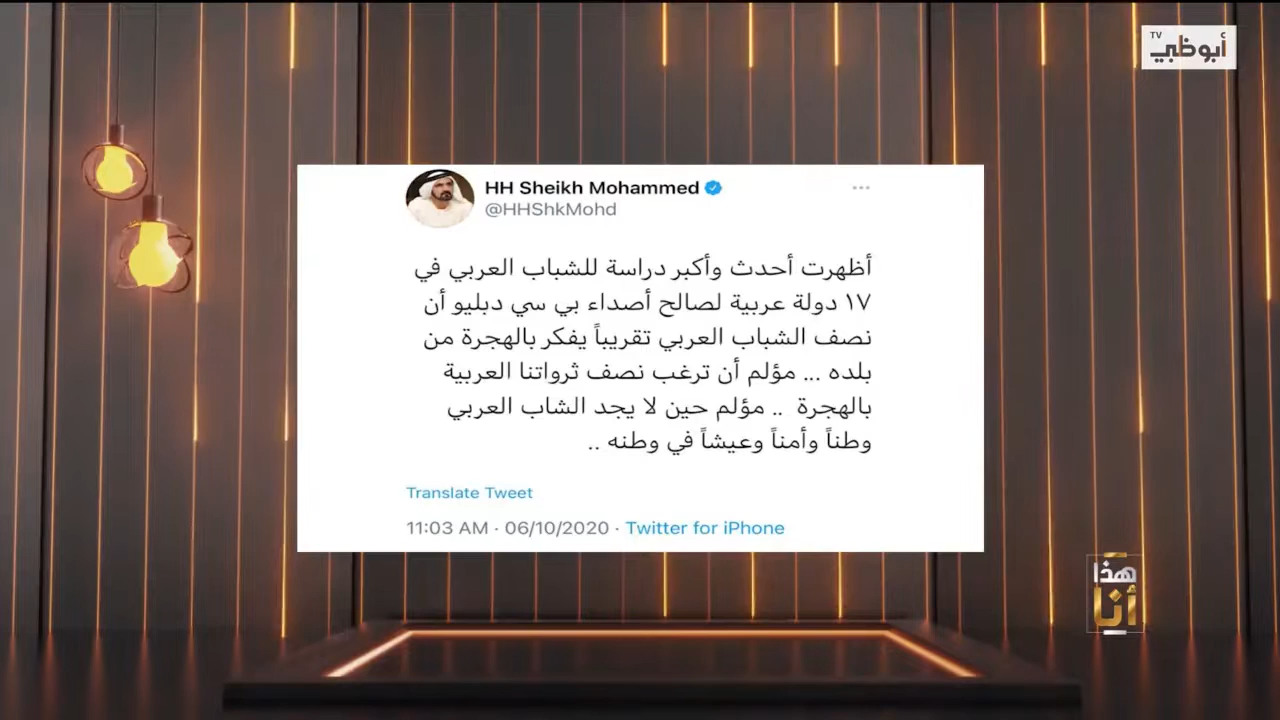 أبوظبي TV
HH Sheikh Mohammed
@HHShkMohd
أظهرت أحدث وأكبر دراسة للشباب العربي في
١٧ دولة عربية لصالح أصداء بي سي دبليو أن
نصف الشباب العربي تقريباً يفكر بالهجرة من
بلده ... مؤلم أن ترغب نصف ثرواتنا العربية
بالهجرة .. مؤلم حين لا يجد الشاب العربي
وطناً وأمناً وعيشاً في وطنه ..
Translate Tweet
11:03 AM · 06/10/2020 · Twitter for iPhone
هذا
أنا